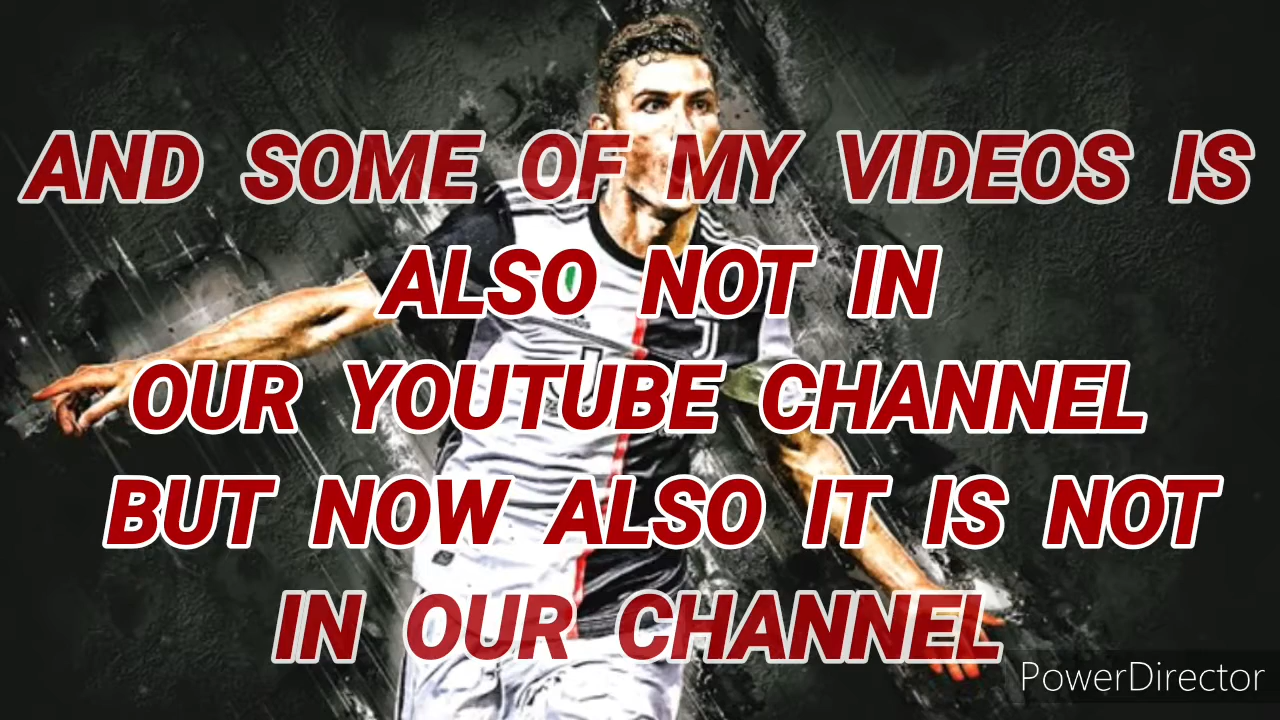 AND SOME OF MY VIDEOS IS
ALSO NOT IN
OUR YOUTUBE CHANNEL
BUT NOW ALSO IT IS NOT
IN OUR CHANNEL
PowerDirector